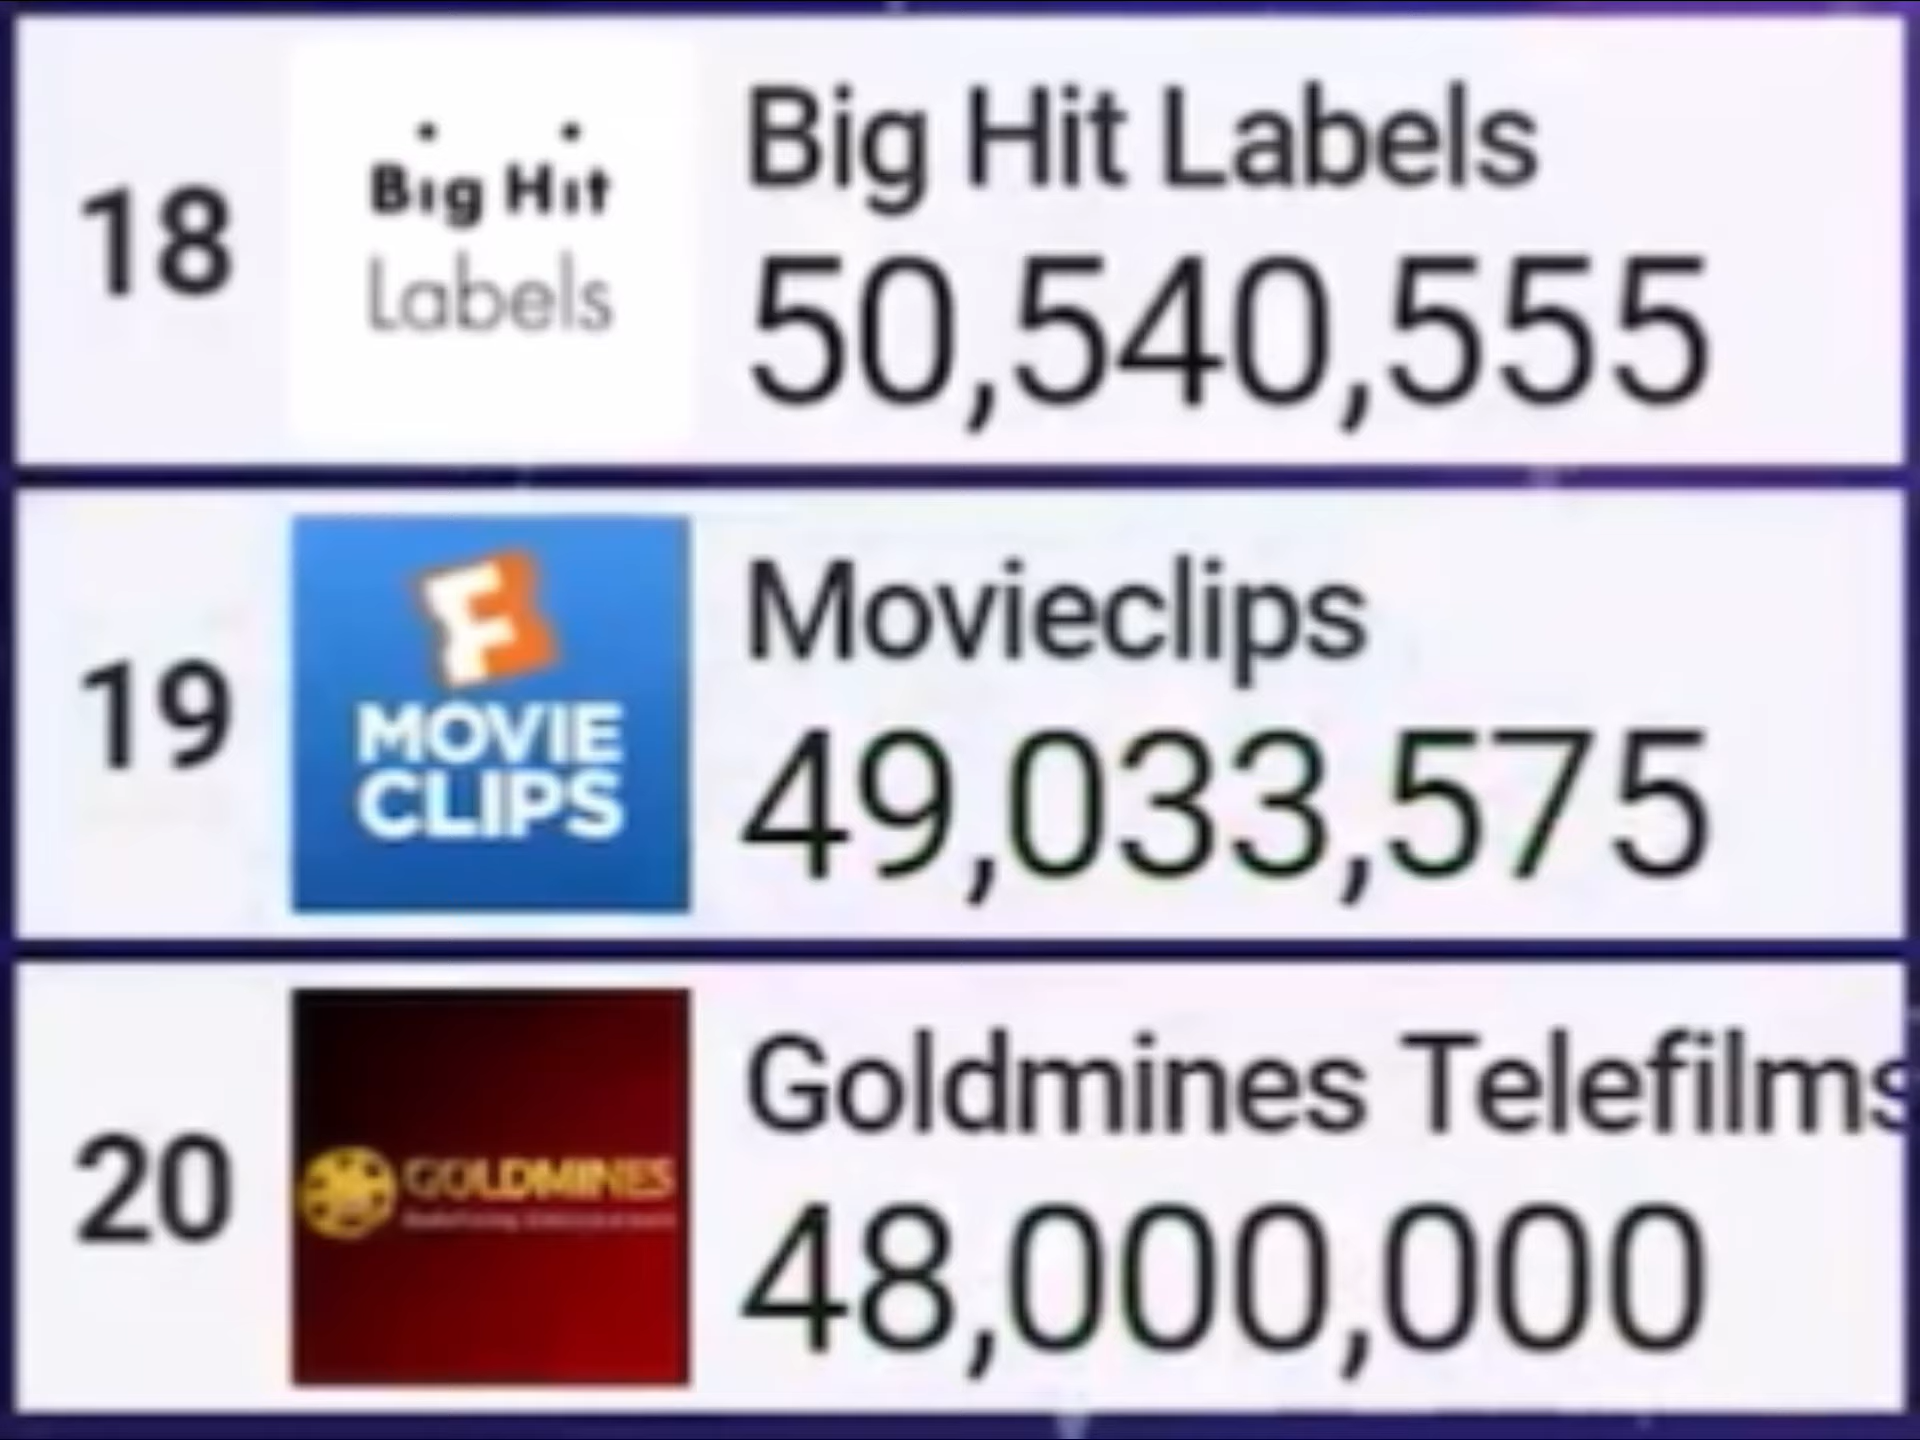 18
Big Hit
Labels
Big Hit Labels
50,540,555
19
F
MOVIE
CLIPS
Movieclips
49,033,575
20
GOLDMINES
Goldmines Telefilms
48,000,000